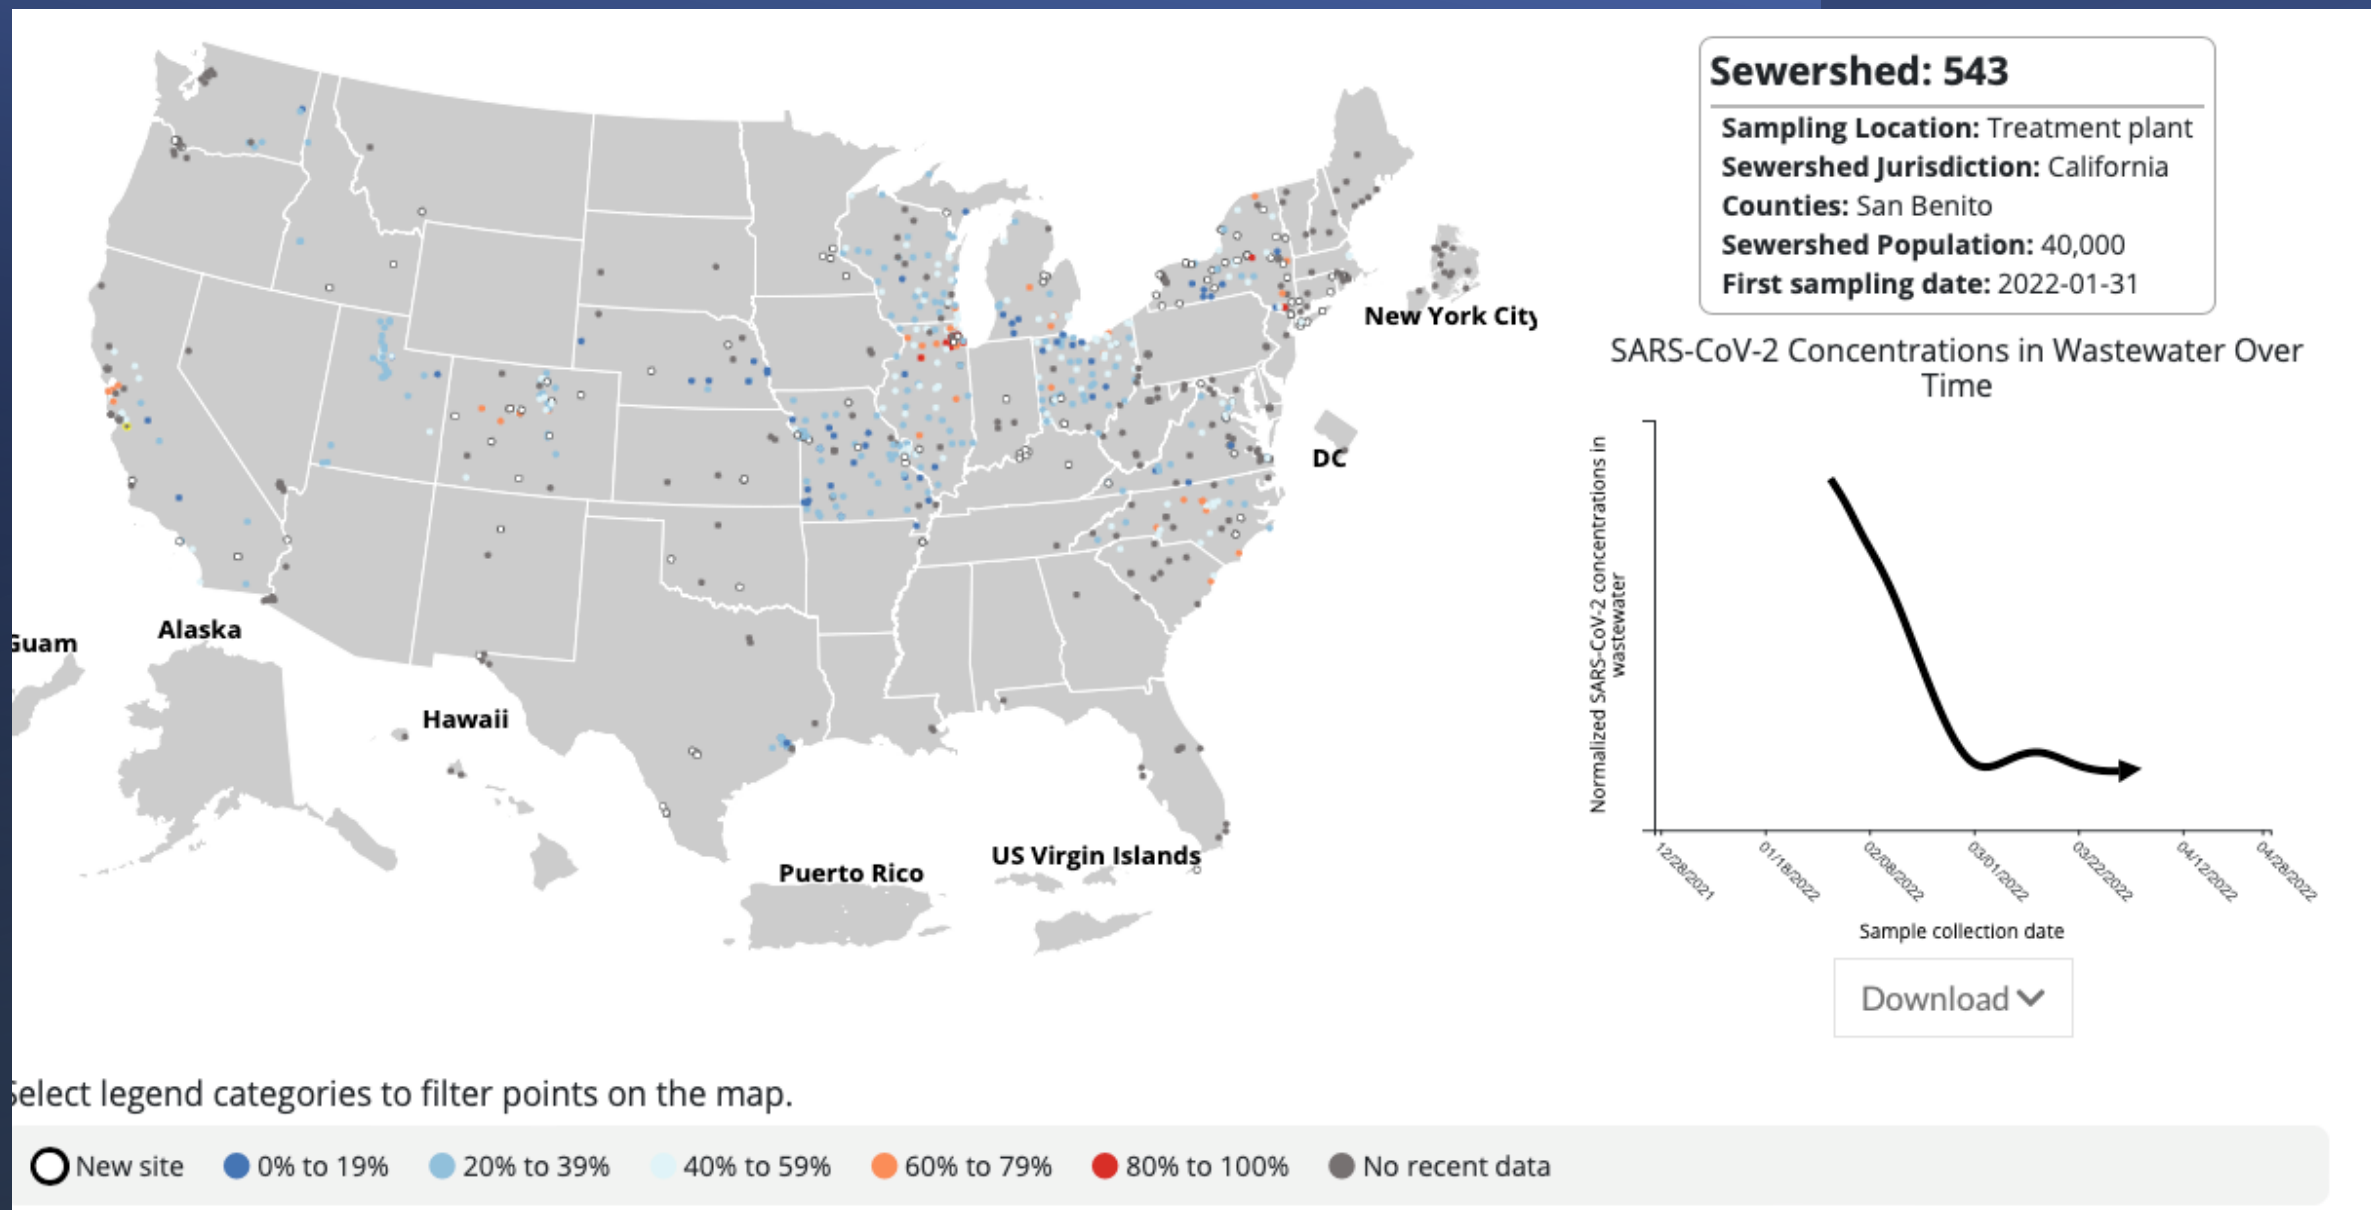 Sewershed: 543
Sampling Location: Treatment plant
Sewershed Jurisdiction: California
Counties: San Benito
Sewershed Population: 40,000
First sampling date: 2022-01-31
New York City
DC
Guam
Alaska
Hawaii
Puerto Rico
US Virgin Islands
SARS-CoV-2 Concentrations in Wastewater Over
Time
Normalized SARS-CoV-2 concentrations in
wastewater
12/28/2021
01/18/2022
02/08/2022
03/01/2022
03/22/2022
04/12/2022
04/28/2022
Sample collection date
Download
Select legend categories to filter points on the map.
New site
0% to 19%
20% to 39%
40% to 59%
60% to 79%
80% to 100%
No recent data